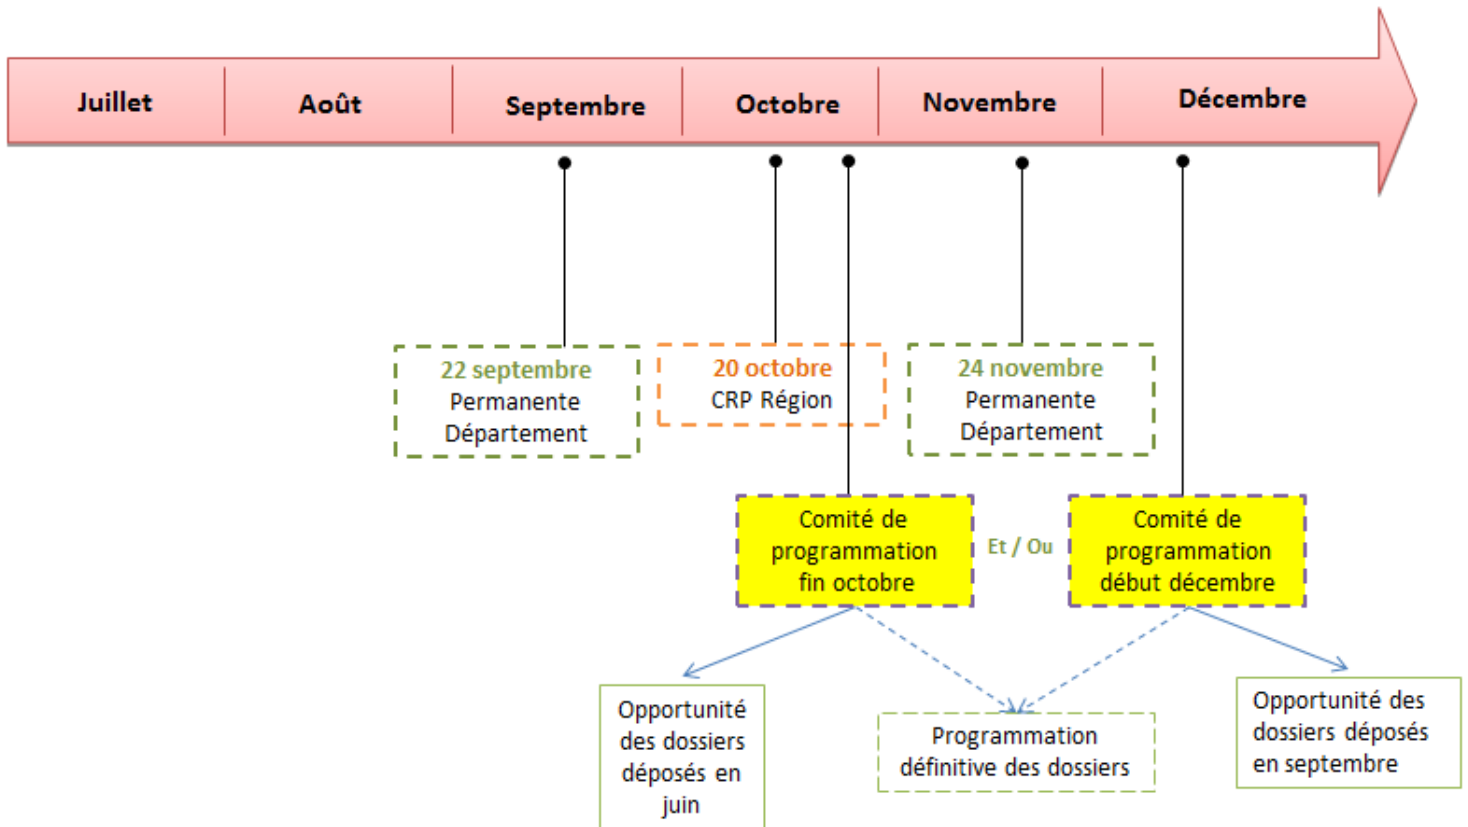 Juillet
Août
Septembre
Octobre
Novembre
Décembre
22 septembre
Permanente
Département
20 octobre
CRP Région
24 novembre
Permanente
Département
Comité de
programmation
fin octobre
Et / Ou
Comité de
programmation
début décembre
Opportunité
des dossiers
déposés en
juin
Programmation
définitive des dossiers
Opportunité des
dossiers déposés
en septembre